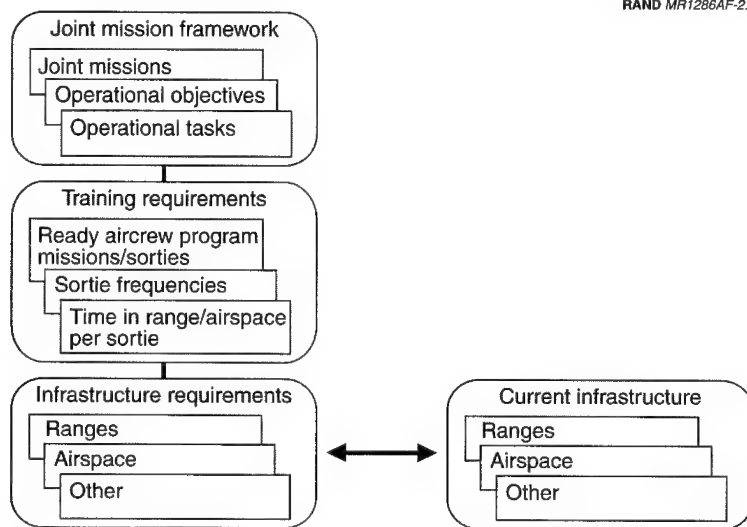 RAND MR1286AF-2.
Joint mission framework
Joint missions
Operational objectives
Operational tasks
Training requirements
Ready aircrew program
missions/sorties
Sortie frequencies
Time in range/airspace
per sortie
Infrastructure requirements
Ranges
Airspace
Other
Current infrastructure
Ranges
Airspace
Other